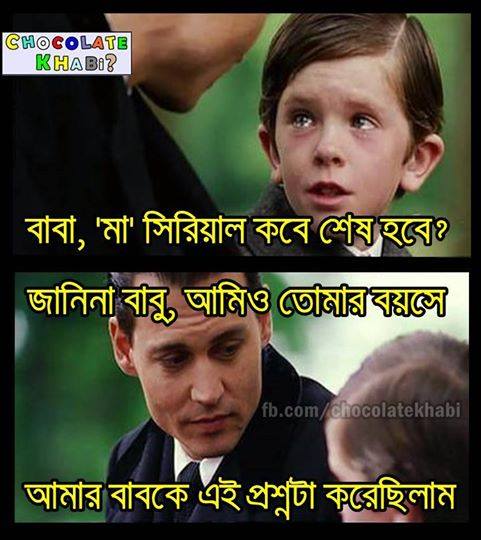 CHOCOLATE
KHABI?
বাবা, 'মা' সিরিয়াল কবে শেষ হবে?
জানিনা বাবু, আমিও তোমার বয়সে
fb.com/chocolatekhabi
আমার বাবকে এই প্রশ্নটা করেছিলাম